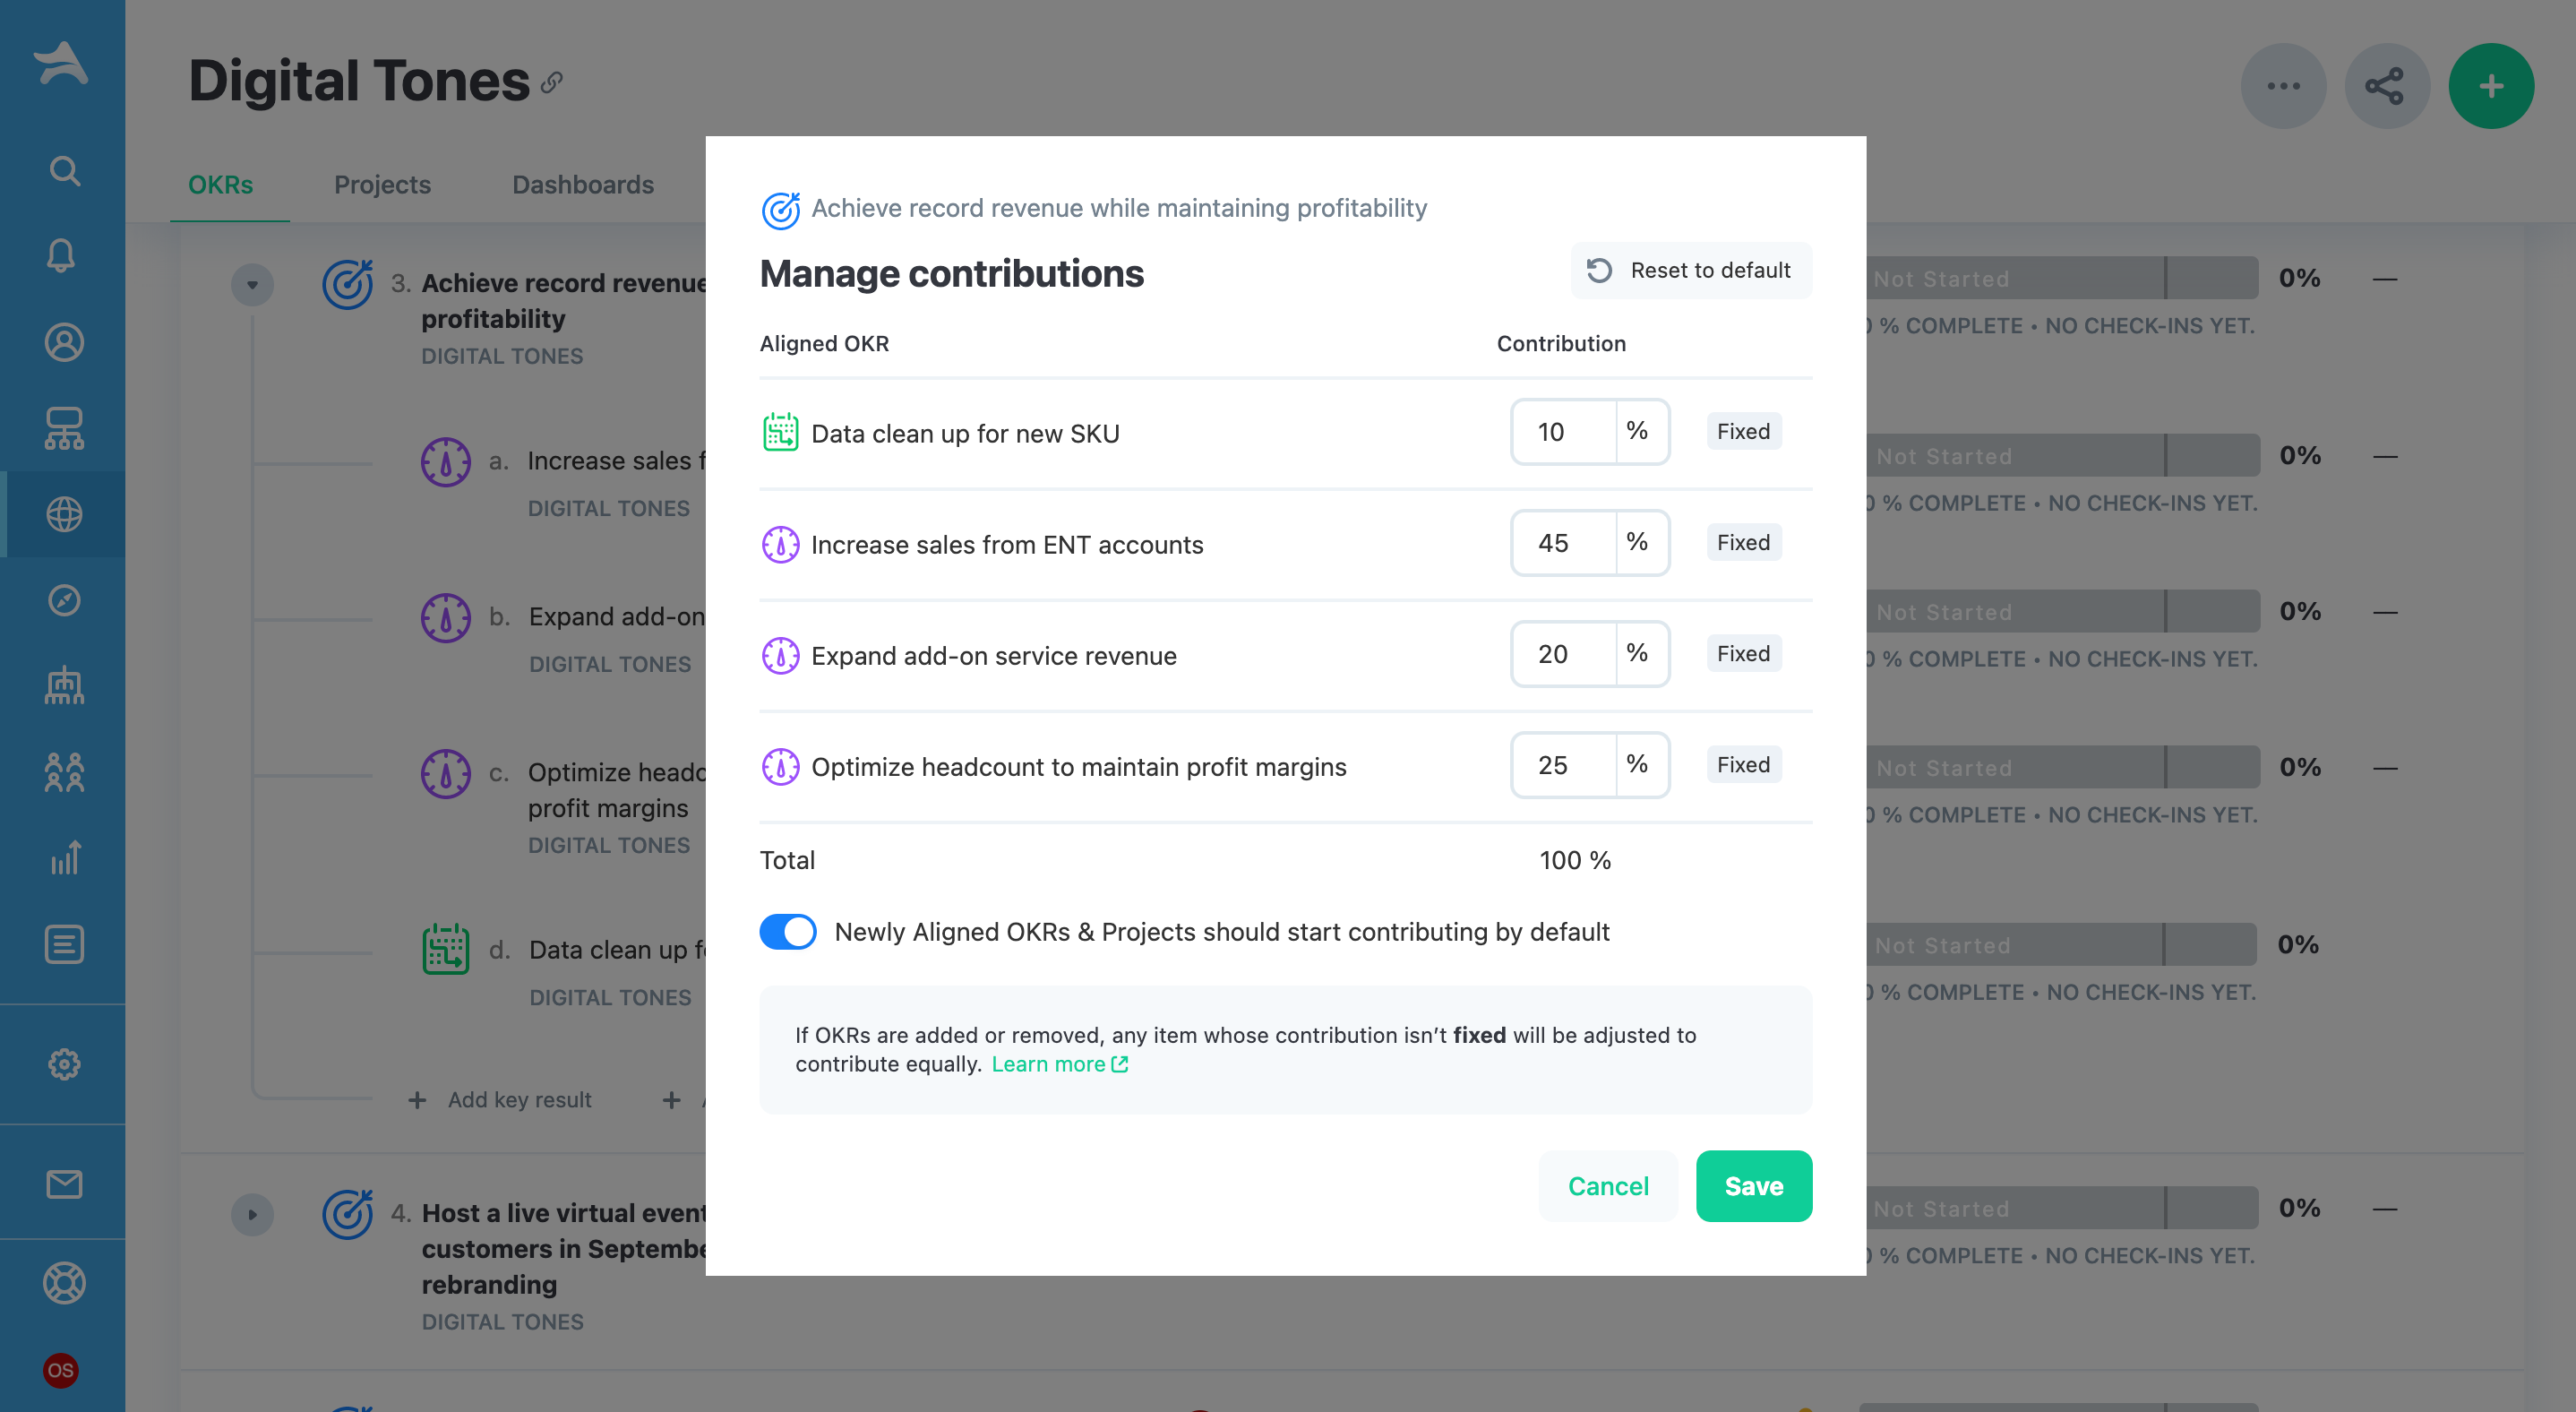 Digital Tones
OKRs
Projects
Dashboards
3. Achieve record revenue
profitability
DIGITAL TONES
a. Increase sales f
DIGITAL TONES
b. Expand add-on
DIGITAL TONES
c. Optimize headc
profit margins
DIGITAL TONES
d. Data clean up f
DIGITAL TONES
Add key result
4. Host a live virtual event
customers in Septembe
rebranding
DIGITAL TONES
OS
Achieve record revenue while maintaining profitability
Manage contributions
Reset to default
Aligned OKR Contribution
Data clean up for new SKU 10 % Fixed
Increase sales from ENT accounts 45 % Fixed
Expand add-on service revenue 20 % Fixed
Optimize headcount to maintain profit margins 25 % Fixed
Total 100 %
Newly Aligned OKRs & Projects should start contributing by default
If OKRs are added or removed, any item whose contribution isn’t fixed will be adjusted to
contribute equally. Learn more
Cancel
Save
Not Started 0% —
0 % COMPLETE • NO CHECK-INS YET.
Not Started 0% —
0 % COMPLETE • NO CHECK-INS YET.
Not Started 0% —
0 % COMPLETE • NO CHECK-INS YET.
Not Started 0% —
0 % COMPLETE • NO CHECK-INS YET.
Not Started 0%
0 % COMPLETE • NO CHECK-INS YET.
Not Started 0% —
0 % COMPLETE • NO CHECK-INS YET.